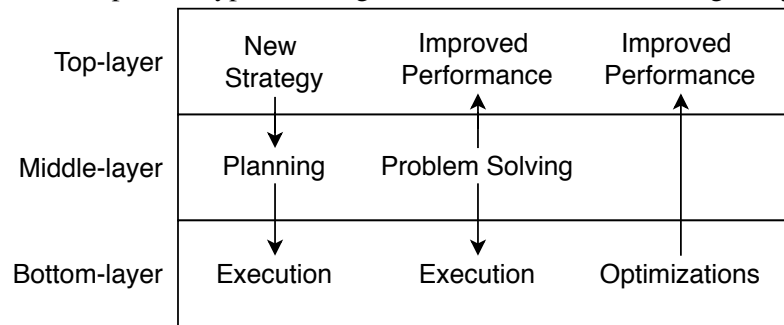 Top-layer
New
Strategy
Improved
Performance
Improved
Performance
Middle-layer
Planning
Problem Solving
Bottom-layer
Execution
Execution
Optimizations